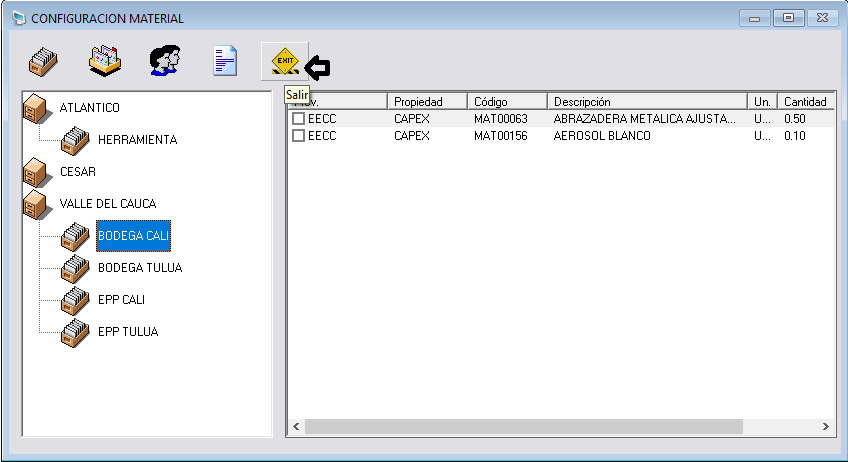 CONFIGURACION MATERIAL
EXIT
Salir
ATLANTICO
HERRAMIENTA
CESAR
VALLE DEL CAUCA
BODEGA CALI
BODEGA TULUA
EPP CALI
EPP TULUA
Propiedad Código Descripción Un. Cantidad
EECC CAPEX MAT00063 ABRAZADERA METALICA AJUSTA... U... 0.50
EECC CAPEX MAT00156 AEROSOL BLANCO U... 0.10